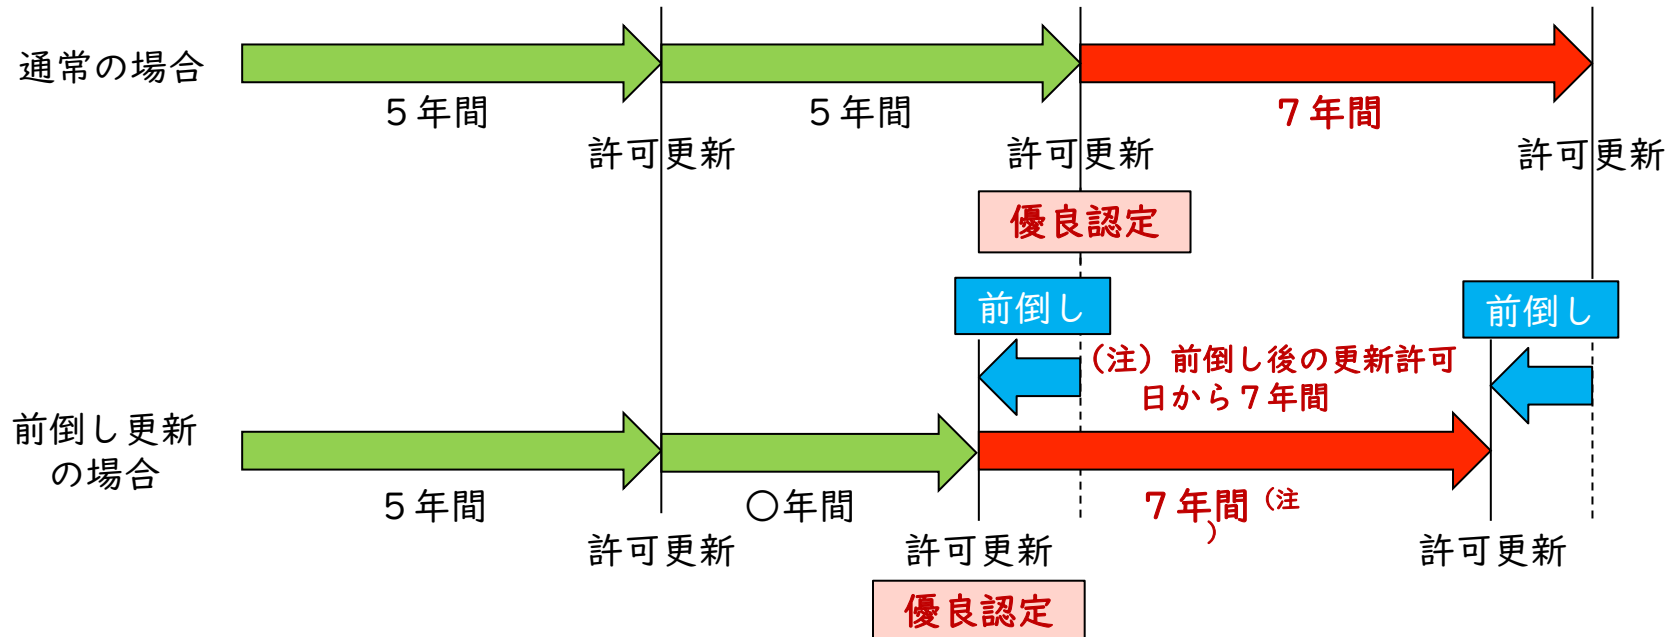 通常の場合
５年間
５年間
７年間
許可更新
許可更新
許可更新
優良認定
前倒し
前倒し
（注）前倒し後の更新許可
日から７年間
前倒し更新
の場合
５年間
〇年間
７年間（注
）
許可更新
許可更新
許可更新
優良認定